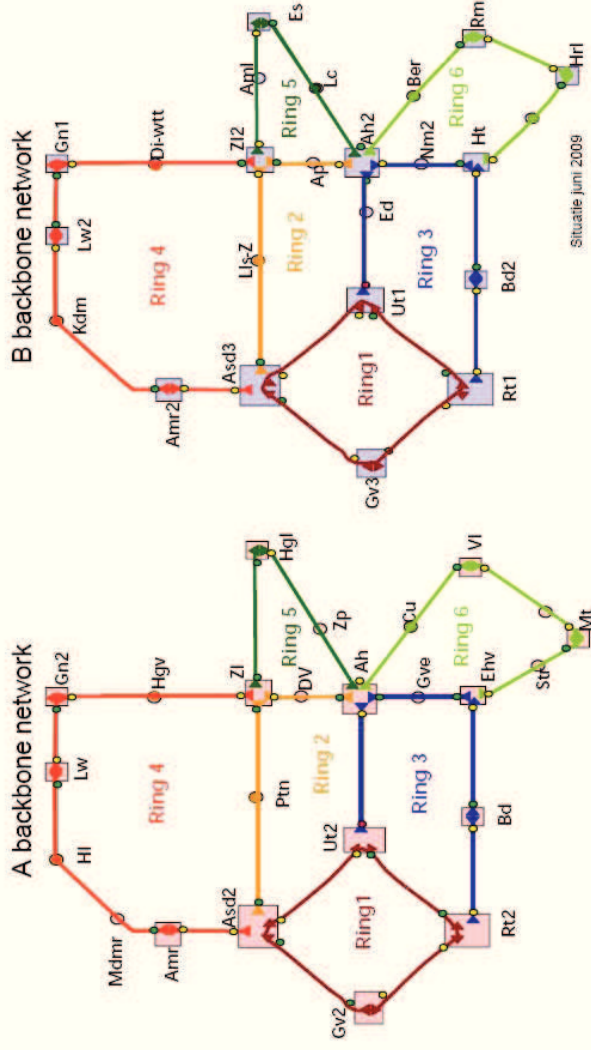 A backbone network
Gn2
Lw
Hl
Mdmr
Amr
Ring 4
Hgv
Asd2
Zl
Ptn
Hgl
Ring 5
DV
Zp
Ring 2
Ut2
Ah
Ring1
Gv2
Cu
Vl
Ring 3
Gve
Ring 6
Rt2
Bd
Ehv
Str
Mt
B backbone network
Gn1
Lw2
Kdm
Amr2
Ring 4
Di-wtt
Asd3
Zl2
Lls-Z
Aml
Es
Ring 5
Lc
Ring 2
Ap
Ut1
Ed
Ah2
Ring1
Gv3
Ber
Rm
Ring 3
Nm2
Ring 6
Rt1
Bd2
Ht
Hrl
Situatie juni 2009